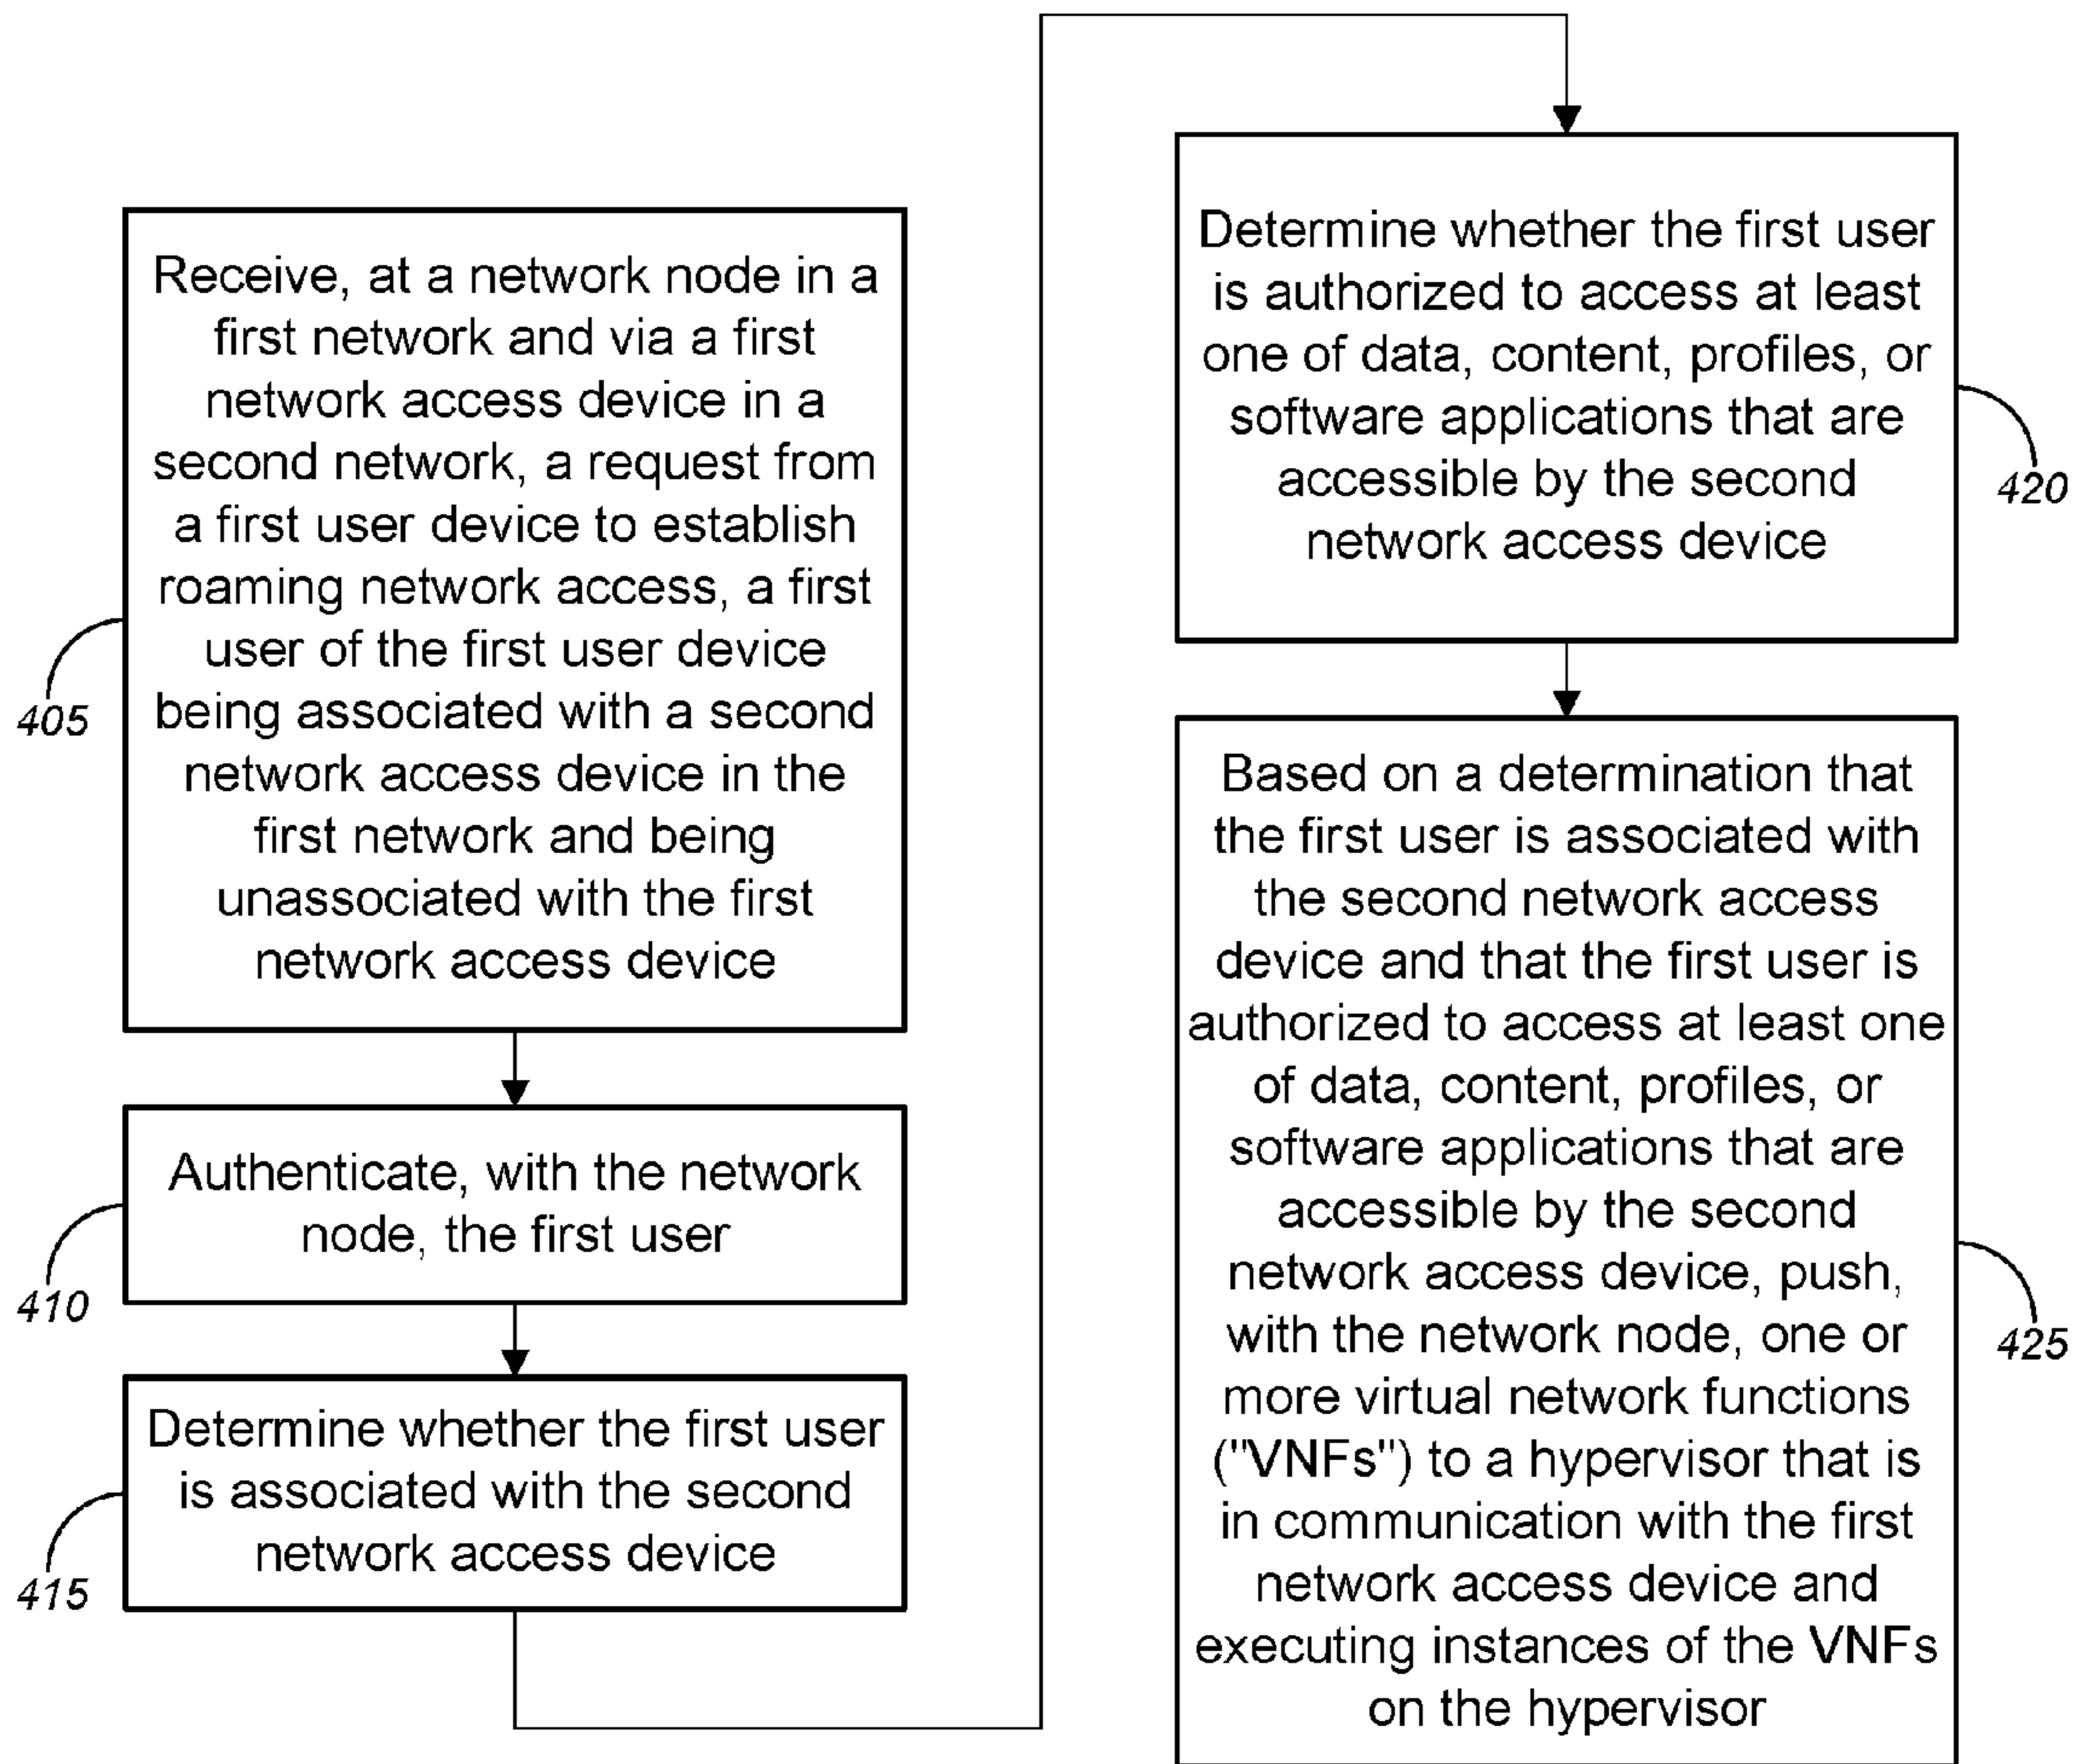 Receive, at a network node in a
first network and via a first
network access device in a
second network, a request from
a first user device to establish
roaming network access, a first
user of the first user device
being associated with a second
network access device in the
first network and being
unassociated with the first
network access device
405
Authenticate, with the network
node, the first user
410
Determine whether the first user
is associated with the second
network access device
415
Determine whether the first user
is authorized to access at least
one of data, content, profiles, or
software applications that are
accessible by the second
network access device
420
Based on a determination that
the first user is associated with
the second network access
device and that the first user is
authorized to access at least one
of data, content, profiles, or
software applications that are
accessible by the second
network access device, push,
with the network node, one or
more virtual network functions
("VNFs") to a hypervisor that is
in communication with the first
network access device and
executing instances of the VNFs
on the hypervisor
425